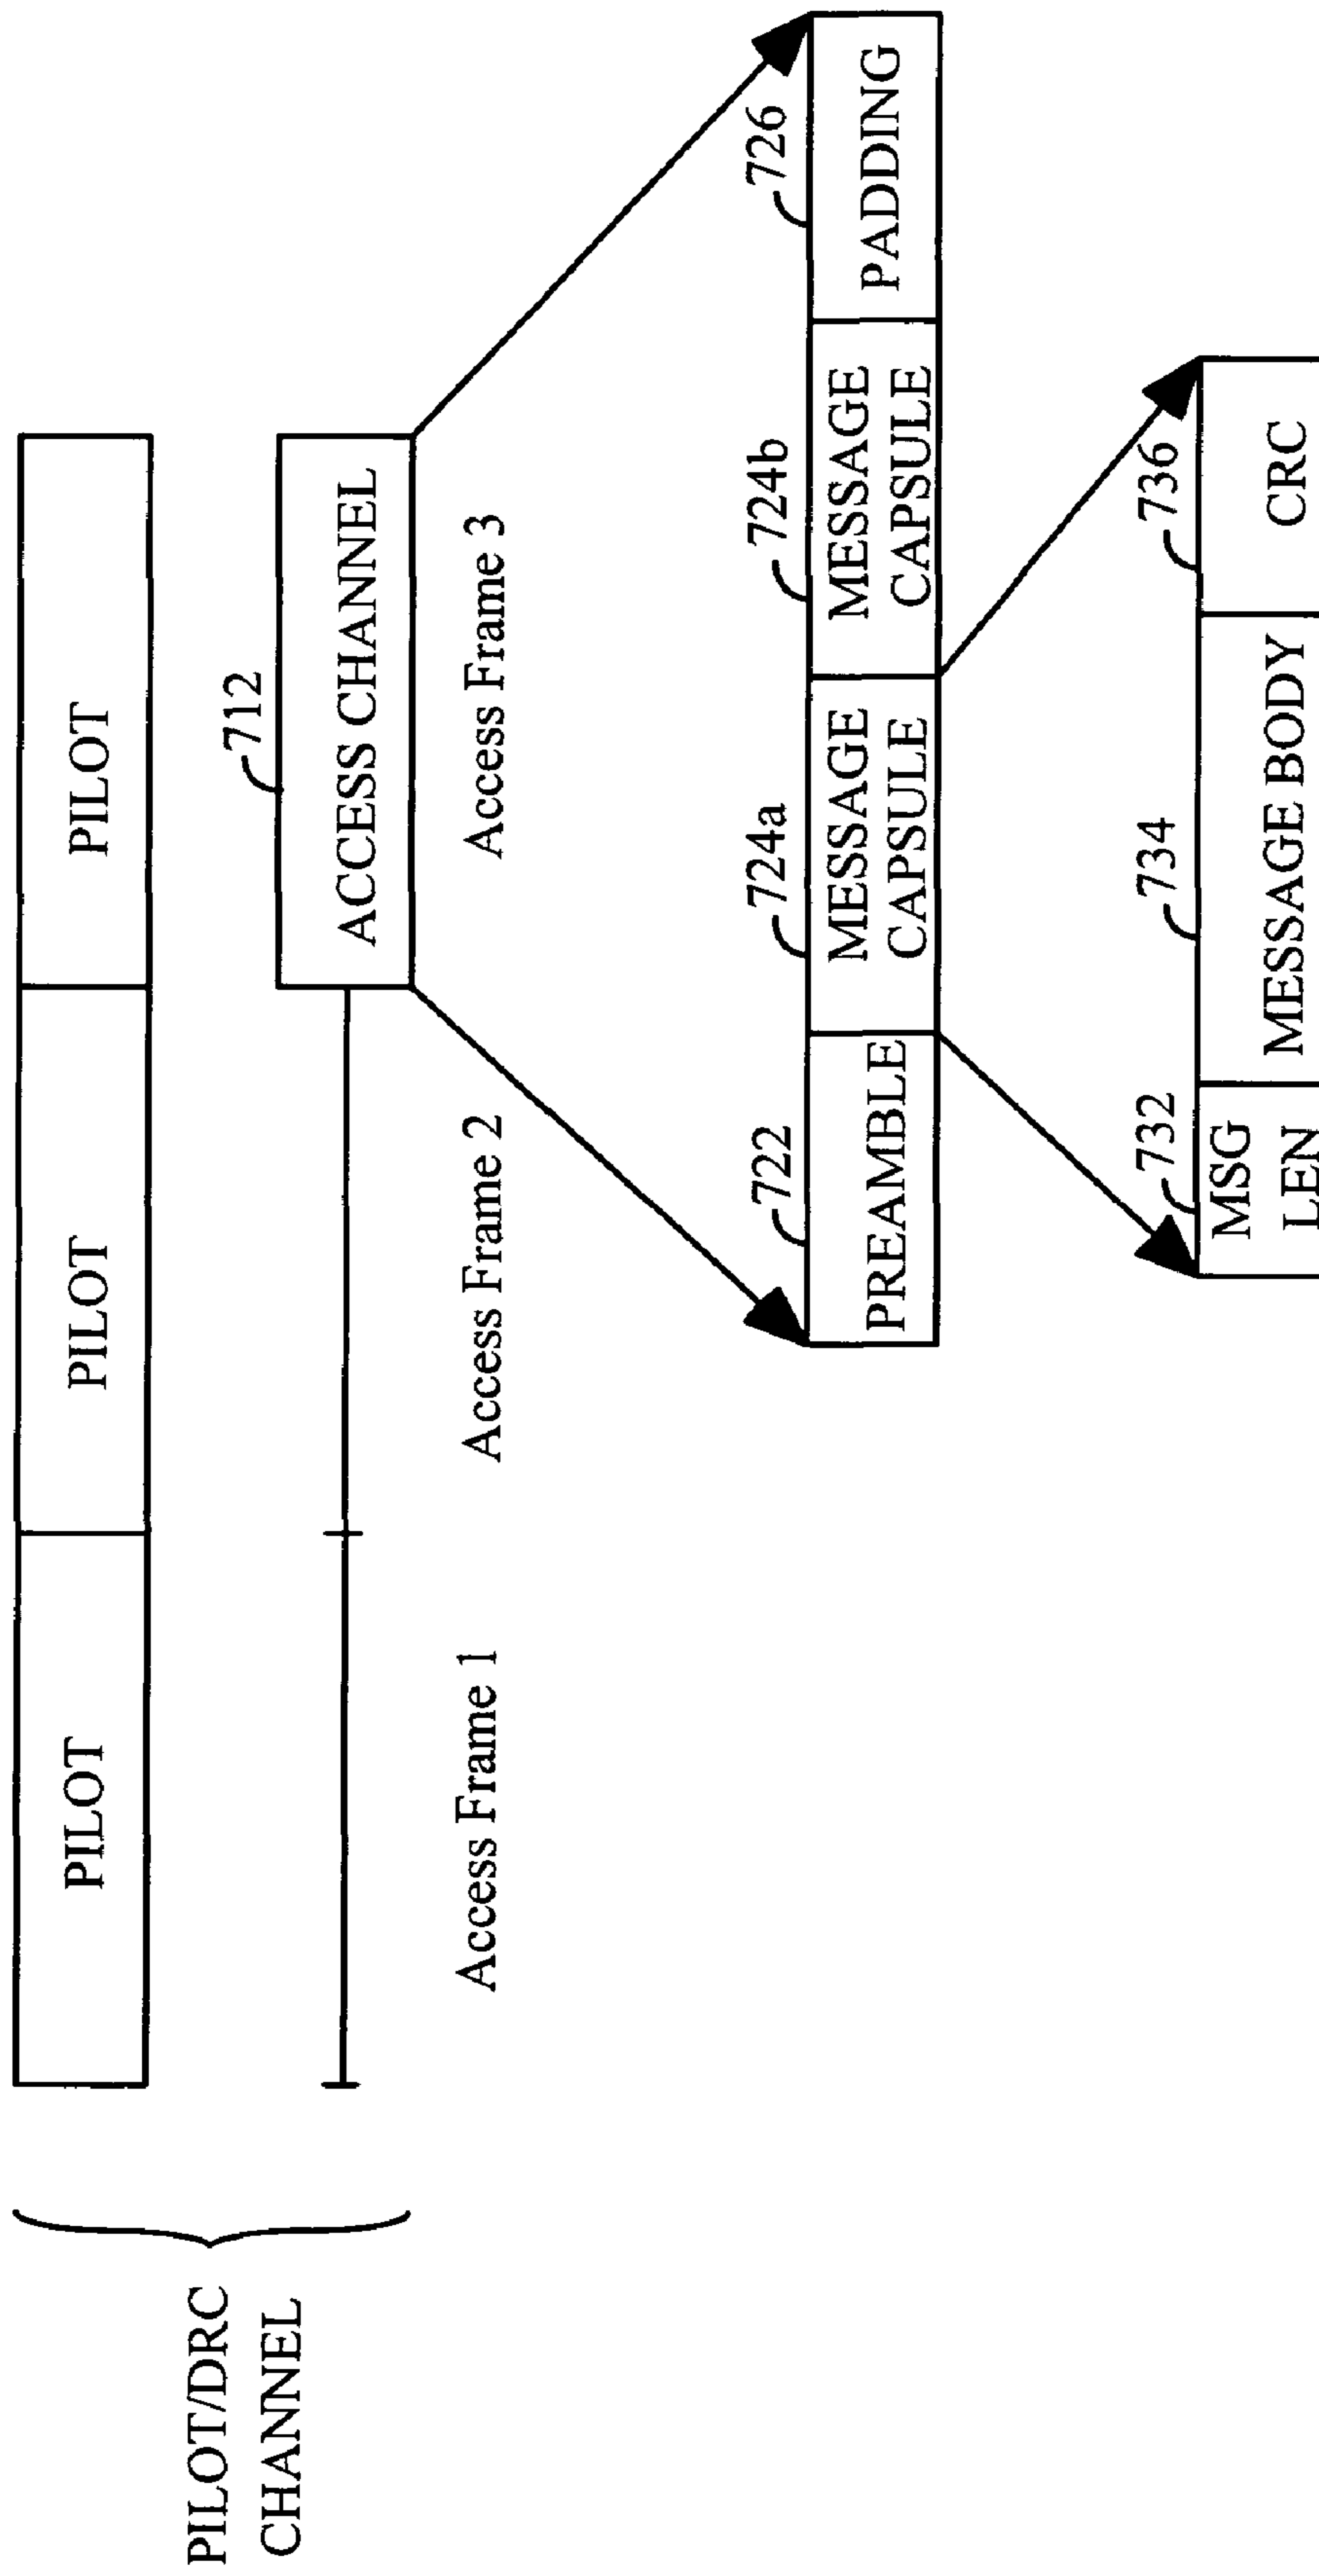 PILOT/DRC
CHANNEL
PILOT
PILOT
PILOT
712
ACCESS CHANNEL
Access Frame 1
Access Frame 2
Access Frame 3
722
724a
724b
726
PREAMBLE
MESSAGE
CAPSULE
MESSAGE
CAPSULE
PADDING
732
734
736
MSG
LEN
MESSAGE BODY
CRC